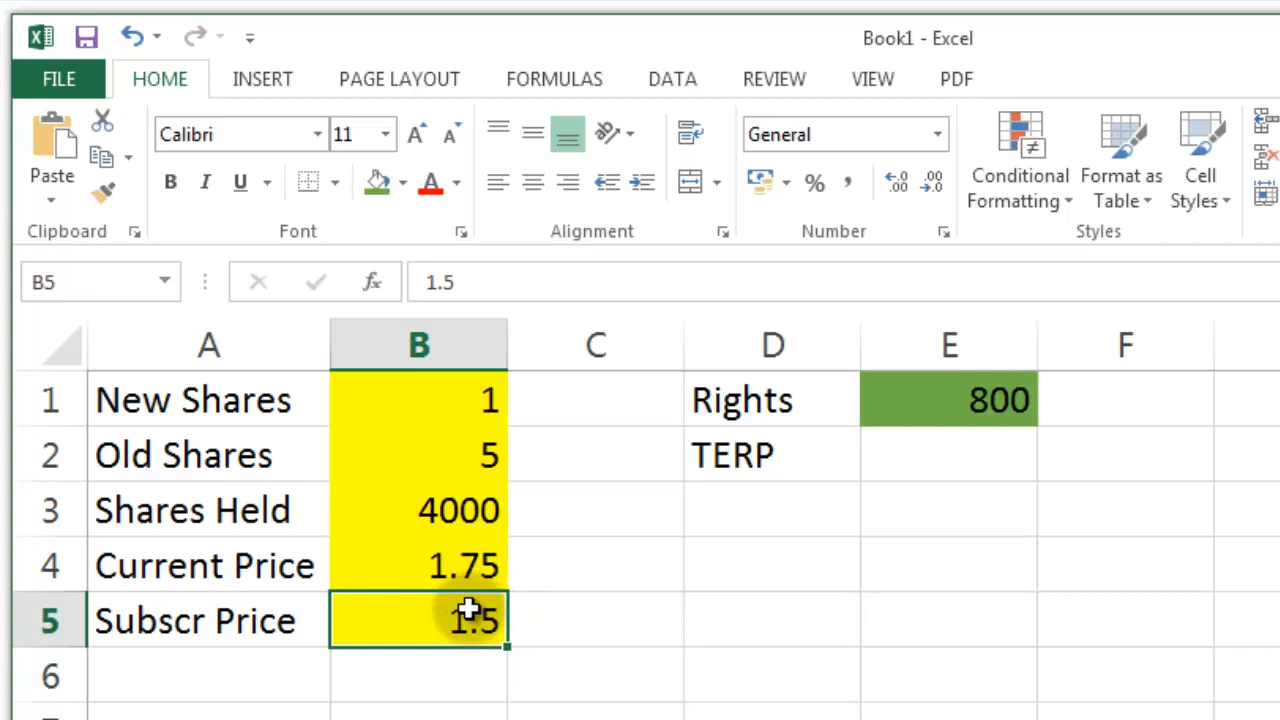 Book1 - Excel
FILE HOME INSERT PAGE LAYOUT FORMULAS DATA REVIEW VIEW PDF
Calibri 11 General
Paste B I U A % Conditional Formatting Format as Table Cell Styles
Clipboard Font Alignment Number Styles
B5 fx 1.5
A B C D E F
1 New Shares 1 Rights 800
2 Old Shares 5 TERP
3 Shares Held 4000
4 Current Price 1.75
5 Subscr Price 1.5
6